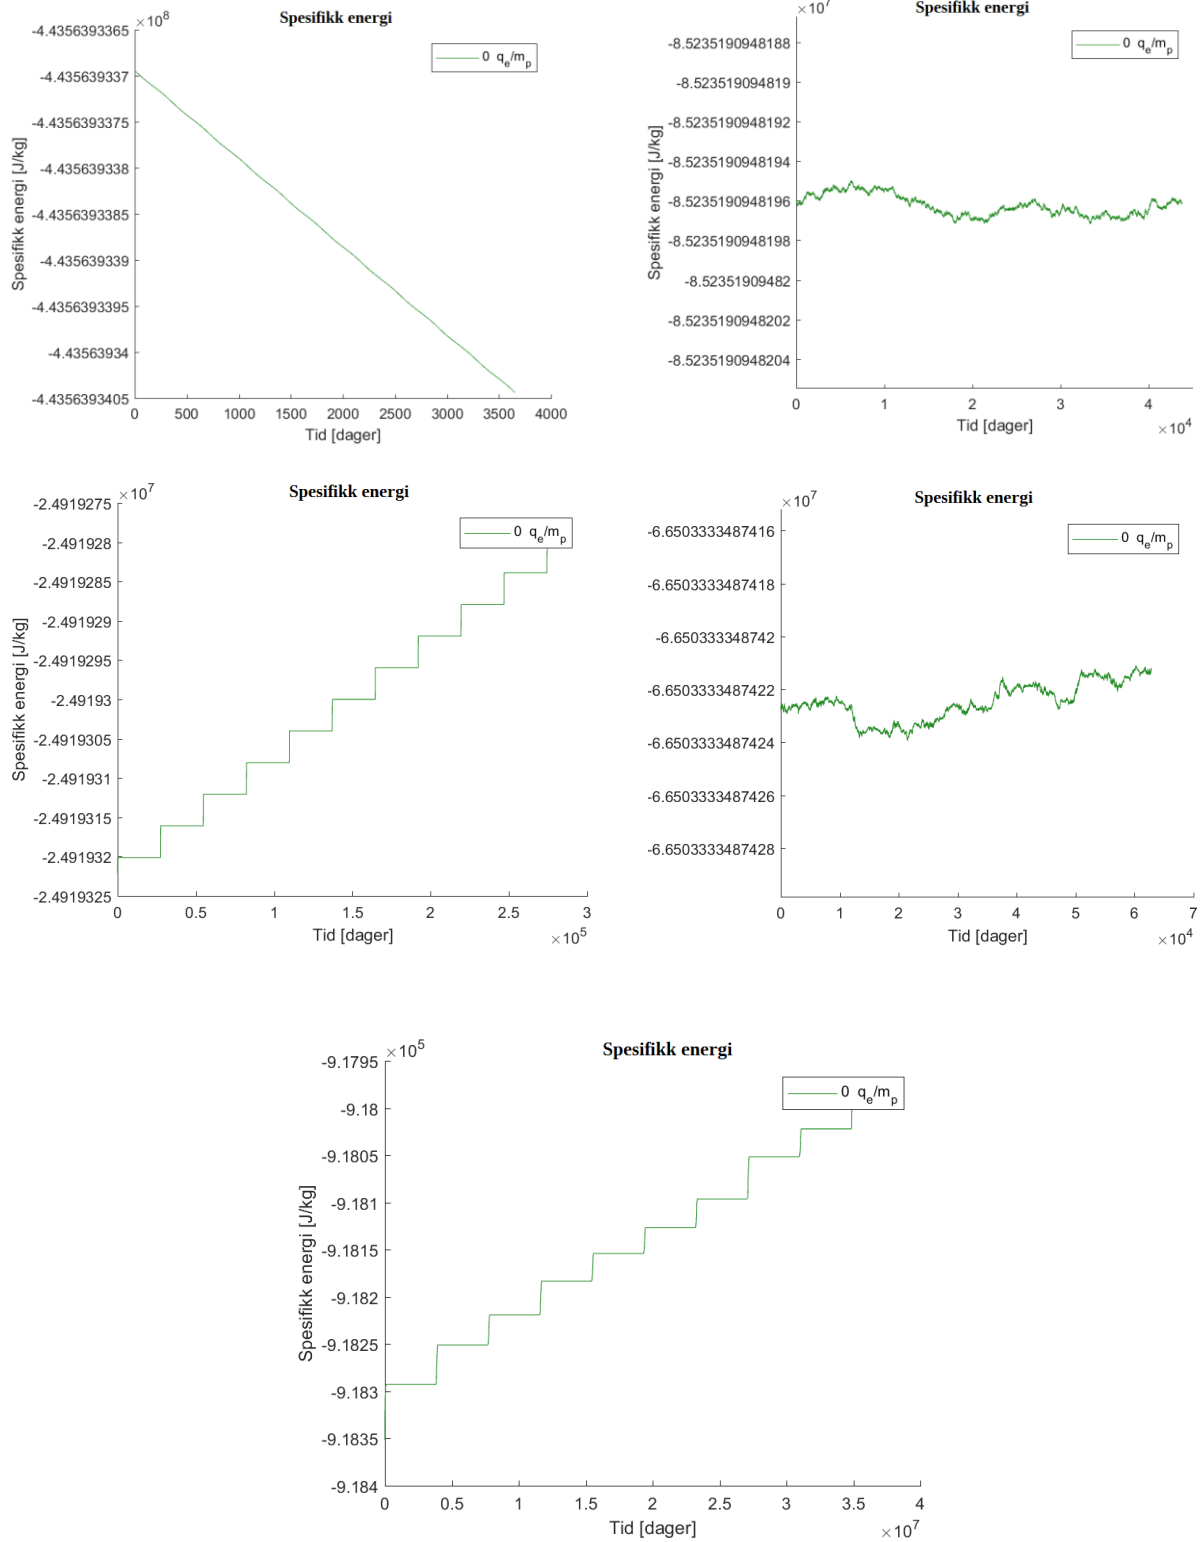 Spesifikk energi
×10^8
0 q_e/m_p
Spesifikk energi [J/kg]
-4.4356393365
-4.435639337
-4.4356393375
-4.435639338
-4.4356393385
-4.435639339
-4.4356393395
-4.43563934
-4.4356393405
0 500 1000 1500 2000 2500 3000 3500 4000
Tid [dager]
Spesifikk energi
×10^7
0 q_e/m_p
Spesifikk energi [J/kg]
-8.5235190948188
-8.523519094819
-8.5235190948192
-8.5235190948194
-8.5235190948196
-8.5235190948198
-8.52351909482
-8.5235190948202
-8.5235190948204
0 1 2 3 4
Tid [dager]
×10^4
Spesifikk energi
×10^7
0 q_e/m_p
Spesifikk energi [J/kg]
-2.4919275
-2.491928
-2.4919285
-2.491929
-2.4919295
-2.49193
-2.4919305
-2.491931
-2.4919315
-2.491932
-2.4919325
0 0.5 1 1.5 2 2.5 3
Tid [dager]
×10^5
Spesifikk energi
×10^7
0 q_e/m_p
-6.6503333487416
-6.6503333487418
-6.650333348742
-6.6503333487422
-6.6503333487424
-6.6503333487426
-6.6503333487428
0 1 2 3 4 5 6 7
Tid [dager]
×10^4
Spesifikk energi
×10^5
0 q_e/m_p
Spesifikk energi [J/kg]
-9.1795
-9.18
-9.1805
-9.181
-9.1815
-9.182
-9.1825
-9.183
-9.1835
-9.184
0 0.5 1 1.5 2 2.5 3 3.5 4
Tid [dager]
×10^7